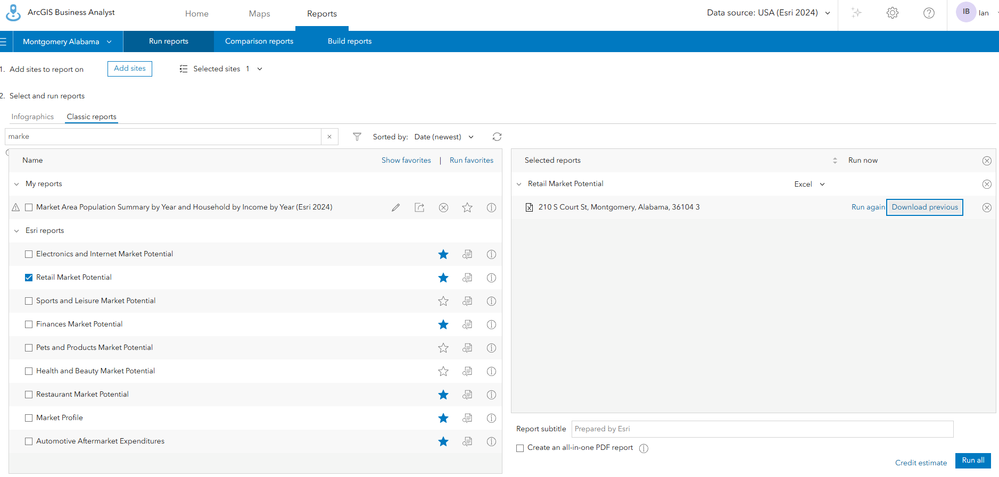 ArcGIS Business Analyst
Home
Maps
Reports
Data source: USA (Esri 2024)
IB
Ian
Montgomery Alabama
Run reports
Comparison reports
Build reports
1. Add sites to report on
Add sites
Selected sites 1
2. Select and run reports
Infographics
Classic reports
marke
Sorted by: Date (newest)
Name
Show favorites | Run favorites
My reports
Market Area Population Summary by Year and Household by Income by Year (Esri 2024)
Esri reports
Electronics and Internet Market Potential
Retail Market Potential
Sports and Leisure Market Potential
Finances Market Potential
Pets and Products Market Potential
Health and Beauty Market Potential
Restaurant Market Potential
Market Profile
Automotive Aftermarket Expenditures
Selected reports
Run now
Retail Market Potential
Excel
210 S Court St, Montgomery, Alabama, 36104 3
Run again
Download previous
Report subtitle
Prepared by Esri
Create an all-in-one PDF report
Credit estimate
Run all